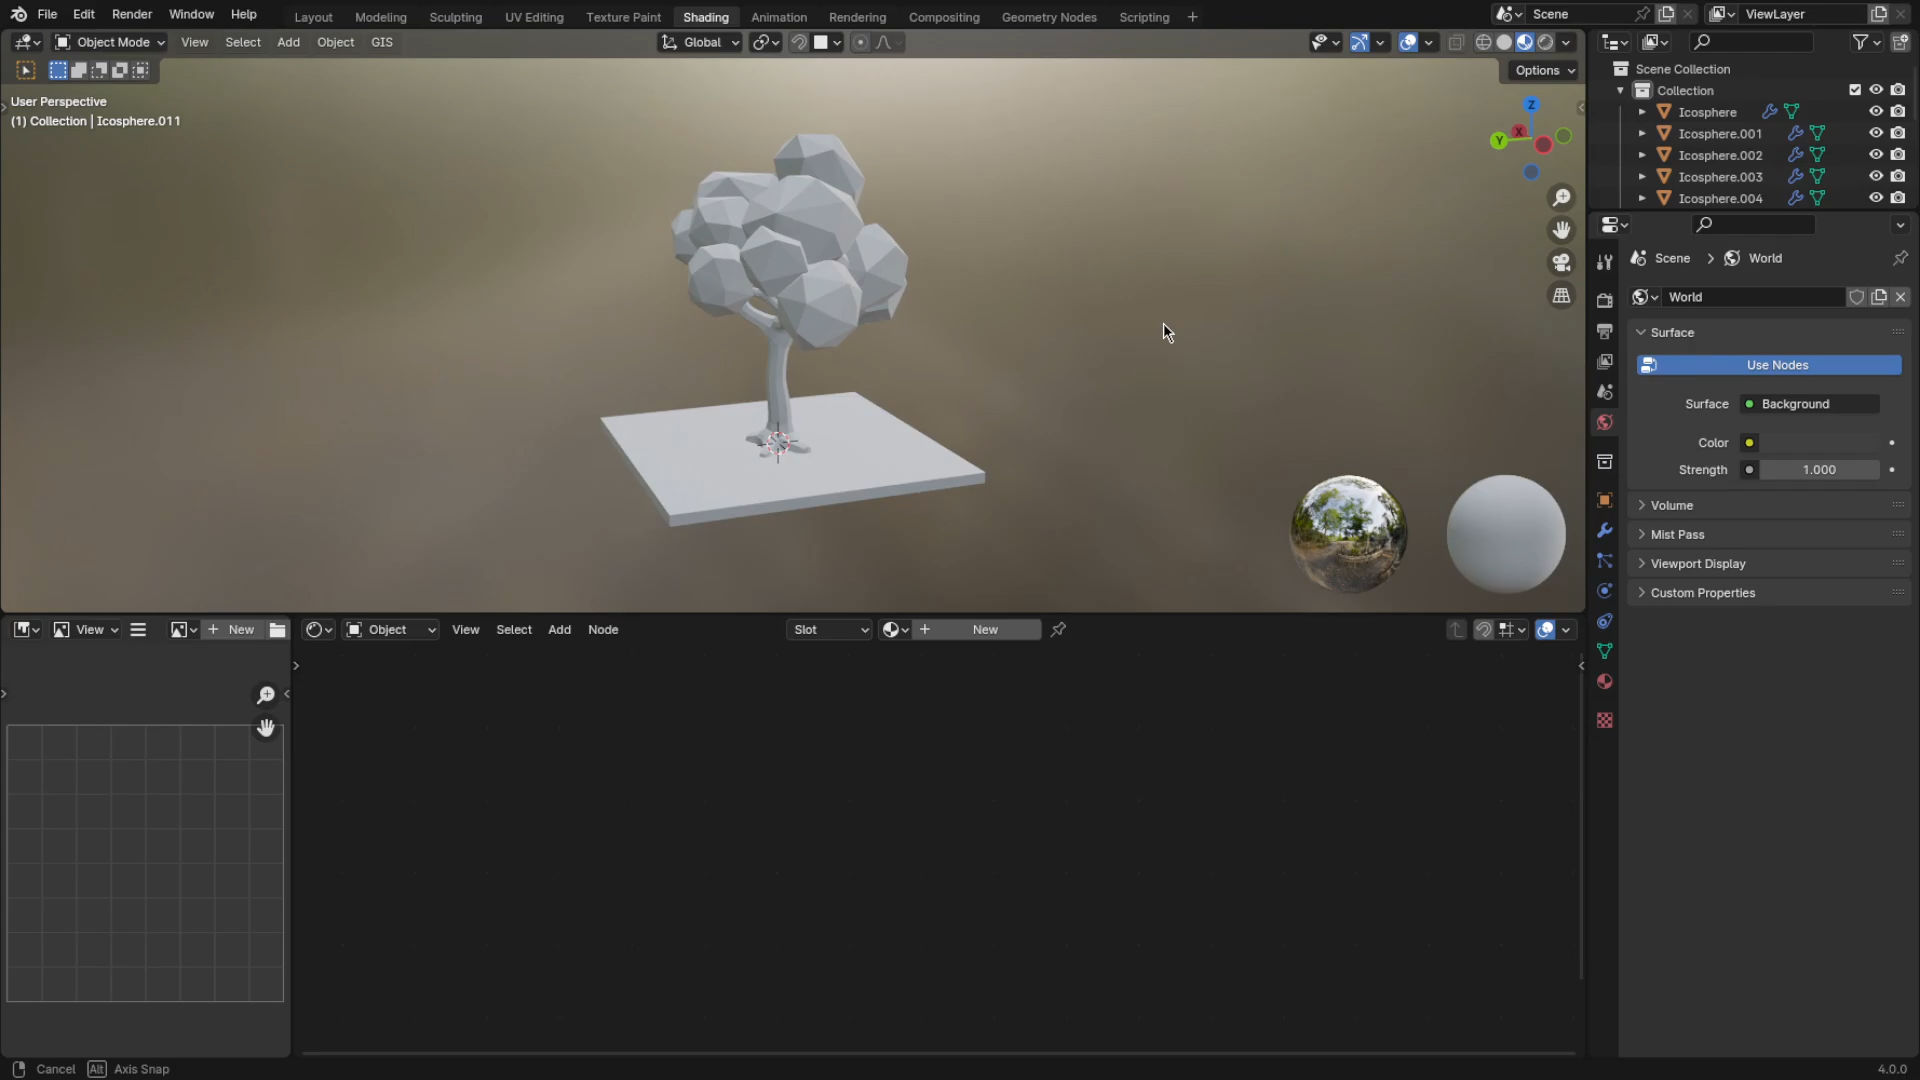 File Edit Render Window Help Layout Modeling Sculpting UV Editing Texture Paint Shading Animation Rendering Compositing Geometry Nodes Scripting + Scene ViewLayer
Object Mode View Select Add Object GIS Global
Options
User Perspective
(1) Collection | Icosphere.011
Z
X
Y
Scene Collection
Collection
Icosphere
Icosphere.001
Icosphere.002
Icosphere.003
Icosphere.004
Scene > World
World
Surface
Use Nodes
Surface Background
Color
Strength 1.000
Volume
Mist Pass
Viewport Display
Custom Properties
View + New Object View Select Add Node Slot + New
Cancel Alt Axis Snap 4.0.0